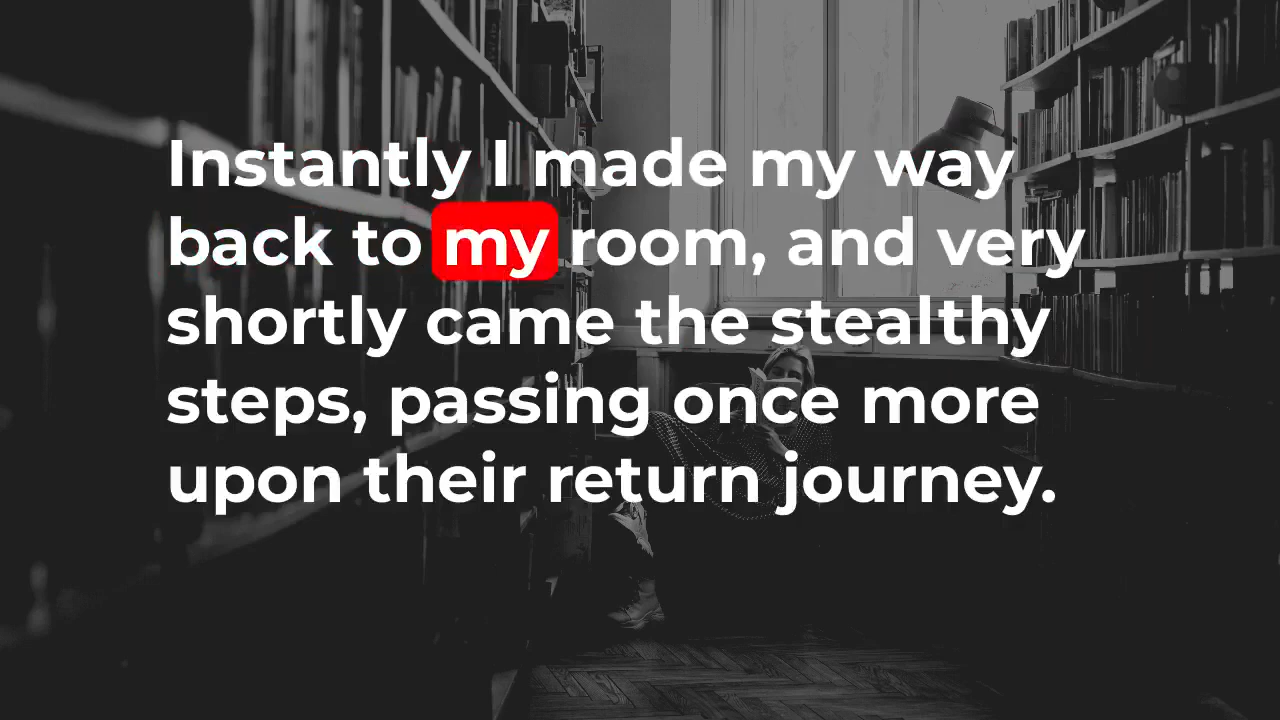 Instantly I made my way
back to my room, and very
shortly came the stealthy
steps, passing once more
upon their return journey.